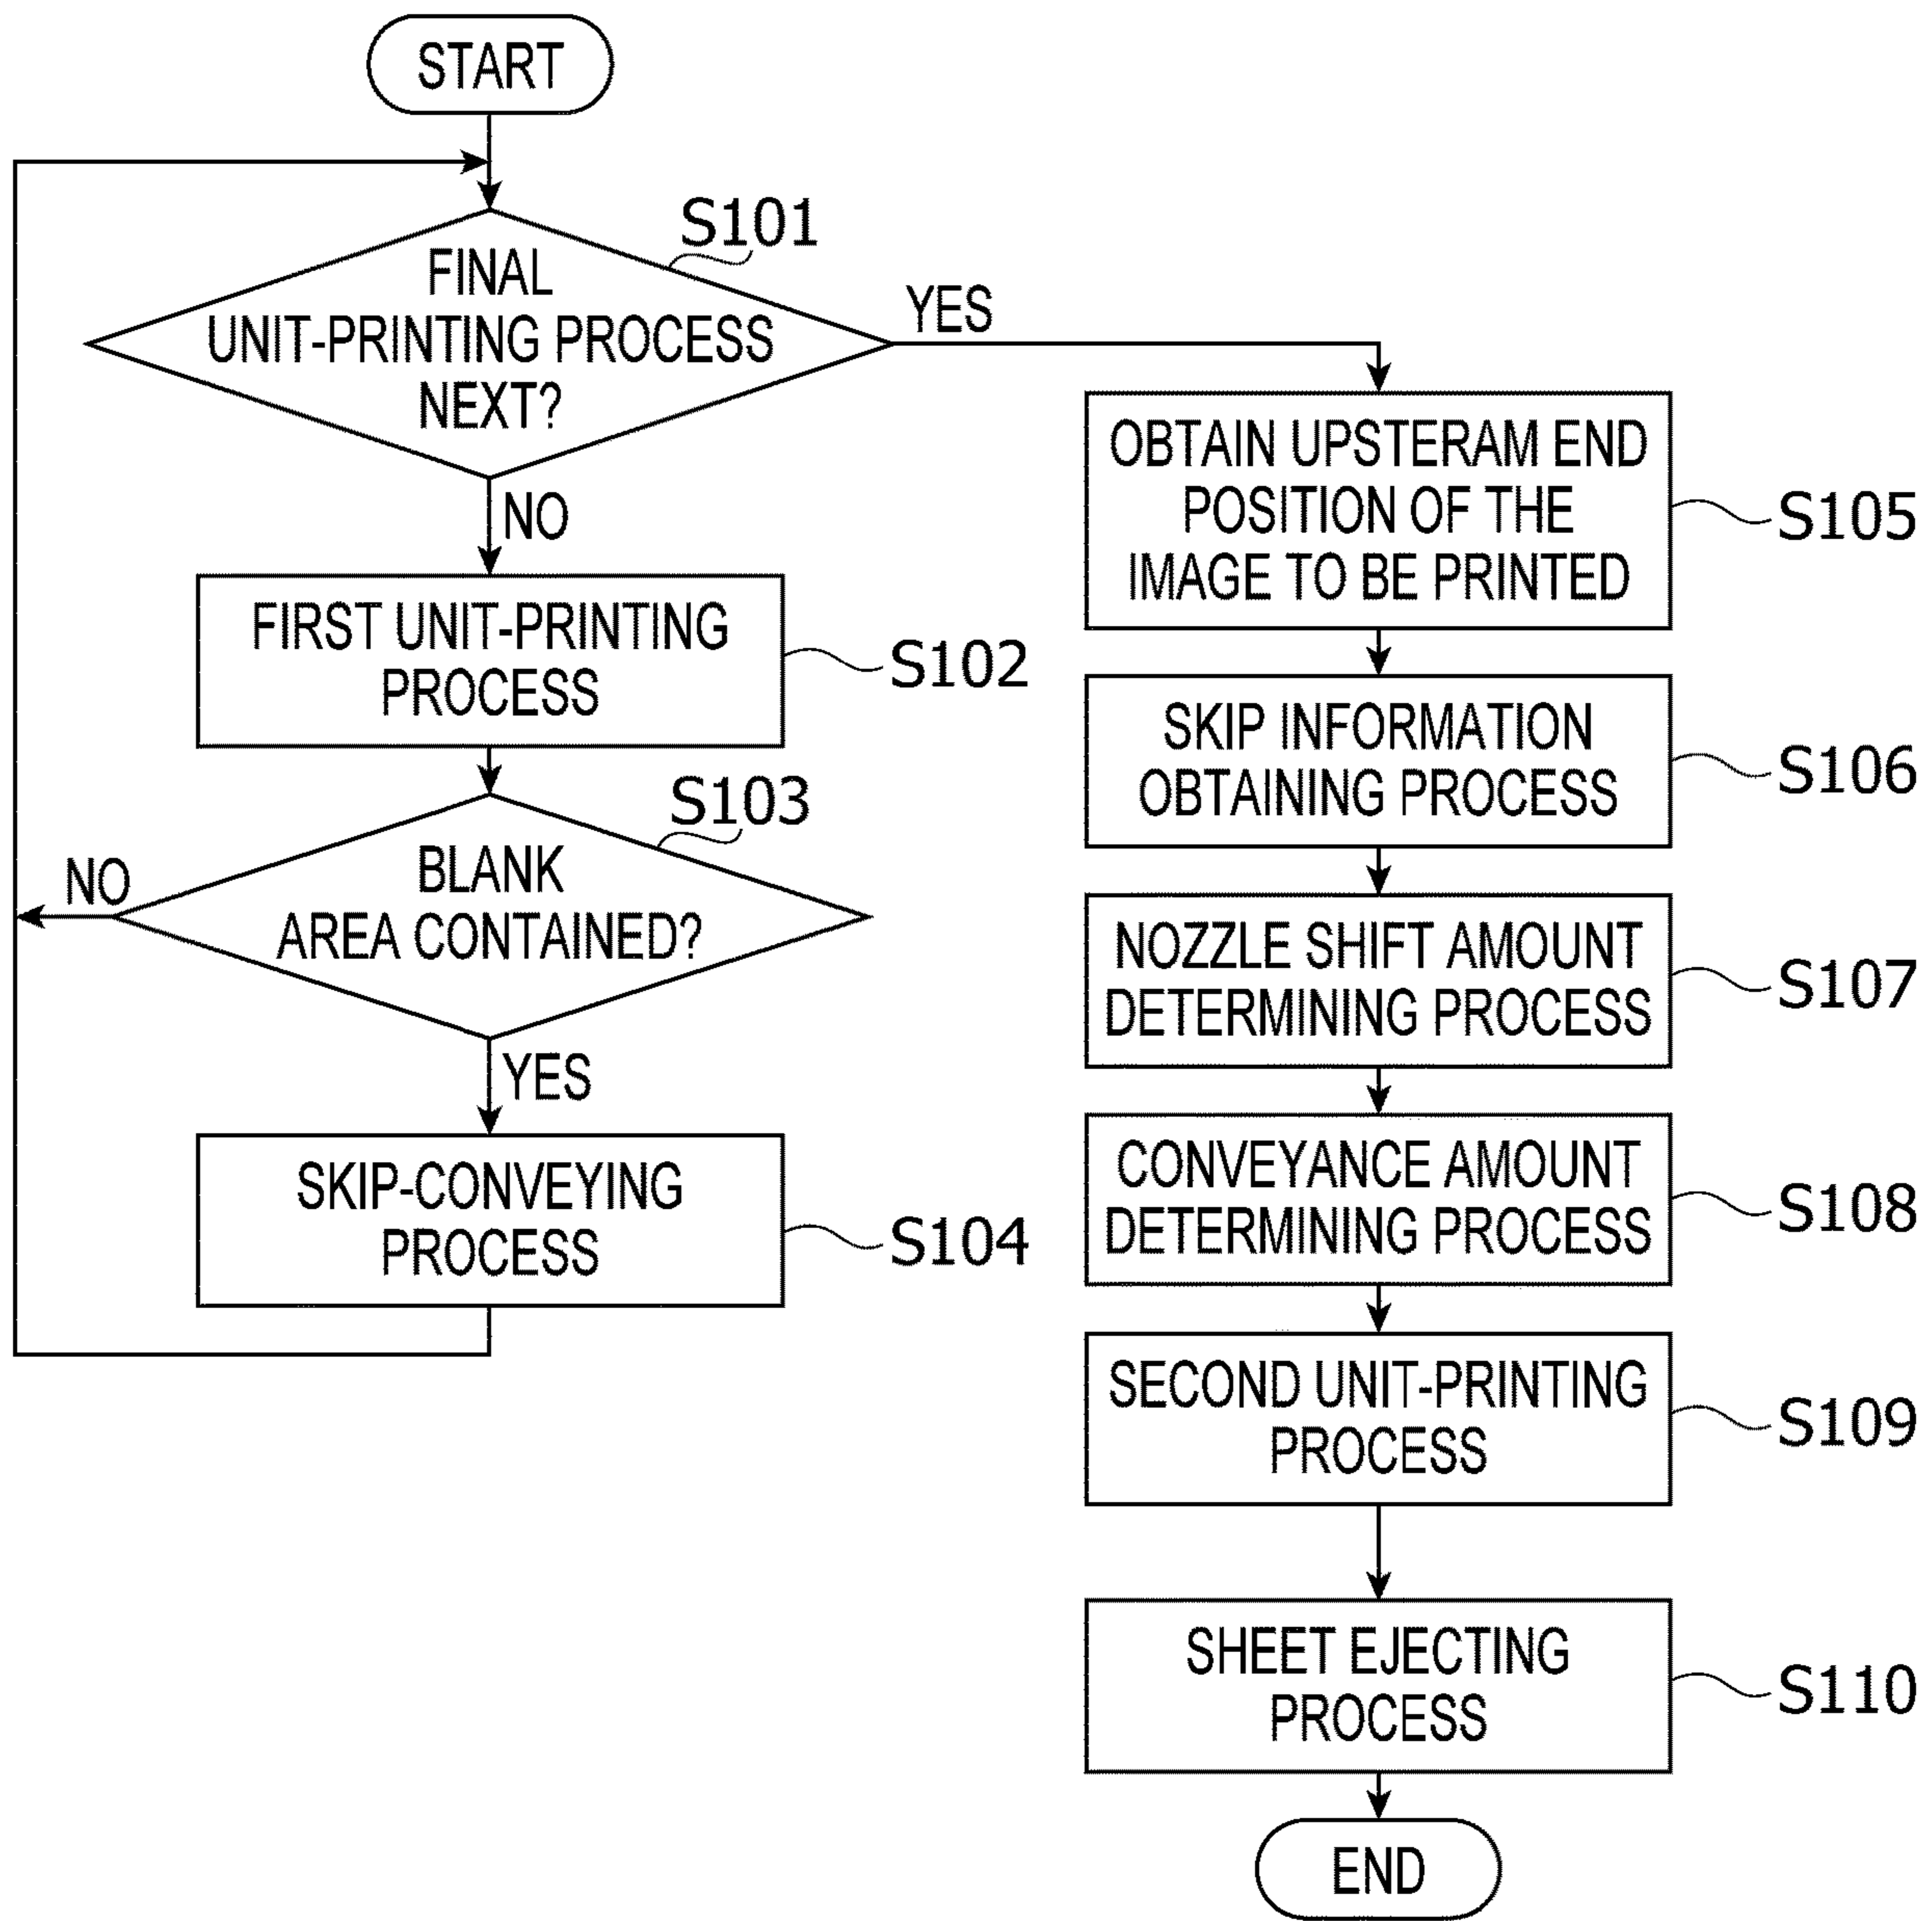 START
S101
FINAL
UNIT-PRINTING PROCESS
NEXT?
YES
NO
FIRST UNIT-PRINTING
PROCESS
S102
S103
BLANK
AREA CONTAINED?
NO
YES
SKIP-CONVEYING
PROCESS
S104
OBTAIN UPSTERAM END
POSITION OF THE
IMAGE TO BE PRINTED
S105
SKIP INFORMATION
OBTAINING PROCESS
S106
NOZZLE SHIFT AMOUNT
DETERMINING PROCESS
S107
CONVEYANCE AMOUNT
DETERMINING PROCESS
S108
SECOND UNIT-PRINTING
PROCESS
S109
SHEET EJECTING
PROCESS
S110
END